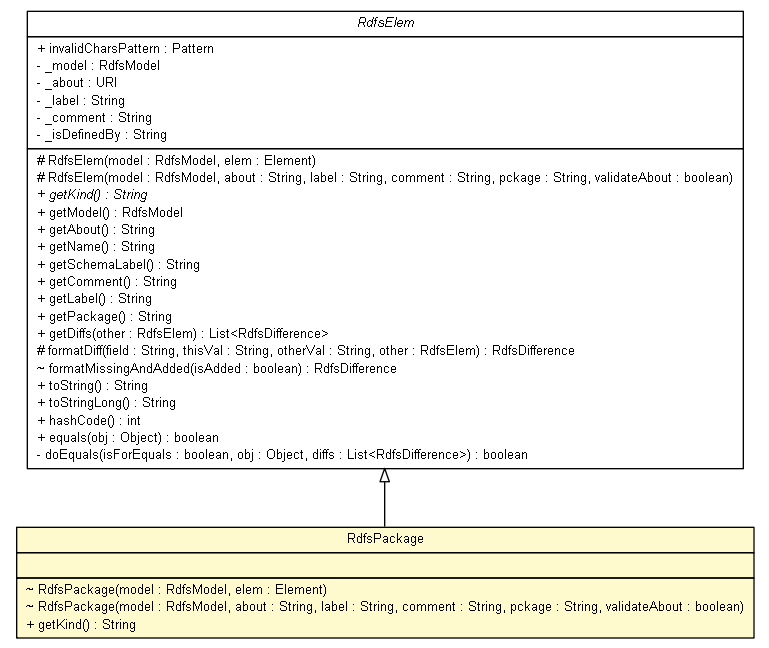 RdfsElem
+ invalidCharsPattern : Pattern
- _model : RdfsModel
- _about : URI
- _label : String
- _comment : String
- _isDefinedBy : String
# RdfsElem(model : RdfsModel, elem : Element)
# RdfsElem(model : RdfsModel, about : String, label : String, comment : String, pckage : String, validateAbout : boolean)
+ getKind() : String
+ getModel() : RdfsModel
+ getAbout() : String
+ getName() : String
+ getSchemaLabel() : String
+ getComment() : String
+ getLabel() : String
+ getPackage() : String
+ getDiffs(other : RdfsElem) : List<RdfsDifference>
# formatDiff(field : String, thisVal : String, otherVal : String, other : RdfsElem) : RdfsDifference
~ formatMissingAndAdded(isAdded : boolean) : RdfsDifference
+ toString() : String
+ toStringLong() : String
+ hashCode() : int
+ equals(obj : Object) : boolean
- doEquals(isForEquals : boolean, obj : Object, diffs : List<RdfsDifference>) : boolean
RdfsPackage
~ RdfsPackage(model : RdfsModel, elem : Element)
~ RdfsPackage(model : RdfsModel, about : String, label : String, comment : String, pckage : String, validateAbout : boolean)
+ getKind() : String